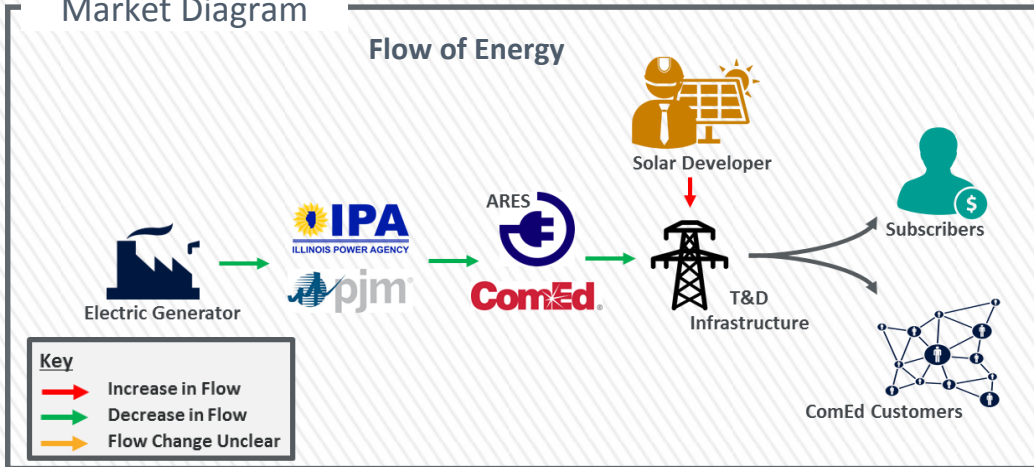 Market Diagram
Flow of Energy
Solar Developer
ARES
IPA
ILLINOIS POWER AGENCY
$
Subscribers
pjm
ComEd
Electric Generator
T&D
Infrastructure
Key
Increase in Flow
Decrease in Flow
Flow Change Unclear
ComEd Customers